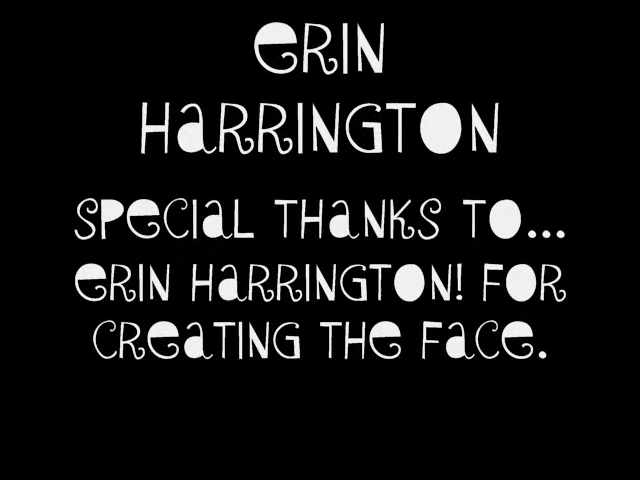 ERIN
HARRINGTON
SPECIAL THANKS TO...
ERIN HARRINGTON! FOR
CREATING THE FACE.